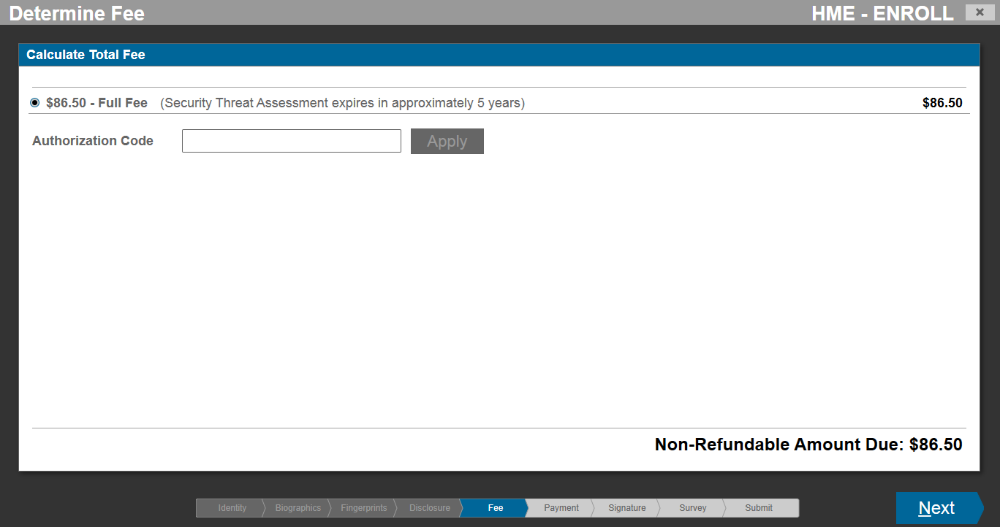 Determine Fee HME - ENROLL ×
Calculate Total Fee
$86.50 - Full Fee (Security Threat Assessment expires in approximately 5 years) $86.50
Authorization Code Apply
Non-Refundable Amount Due: $86.50
Identity Biographics Fingerprints Disclosure Fee Payment Signature Survey Submit
Next